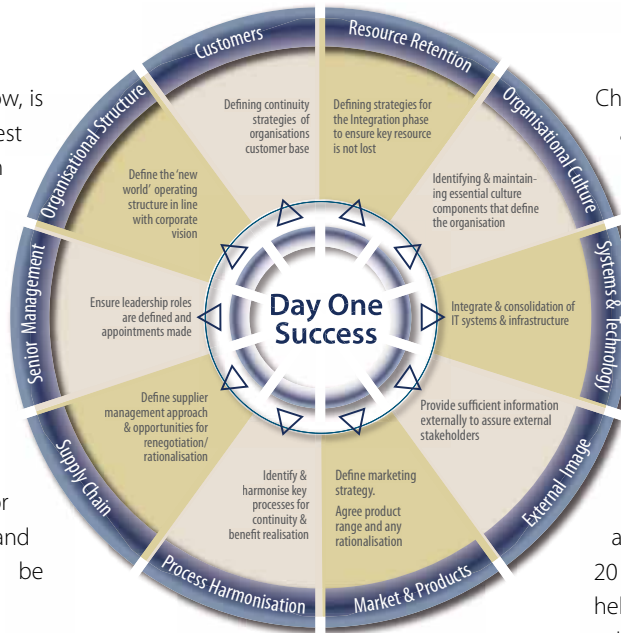 Customers
Resource Retention
Organisational Structure
Organisational Culture
Senior Management
Systems & Technology
Supply Chain
External Image
Process Harmonisation
Market & Products
Defining continuity
strategies of
organisations
customer base
Defining strategies for
the Integration phase
to ensure key resource
is not lost
Define the 'new
world' operating
structure in line
with corporate
vision
Identifying & maintain-
ing essential culture
components that define
the organisation
Ensure leadership roles
are defined and
appointments made
Day One
Success
Integrate & consolidation of
IT systems & infrastructure
Define supplier
management approach
& opportunities for
renegotiation/
rationalisation
Provide sufficient information
externally to assure external
stakeholders
Identify &
harmonise key
processes for
continuity &
benefit realisation
Define marketing
strategy.
Agree product
range and any
rationalisation
is
and
be
20